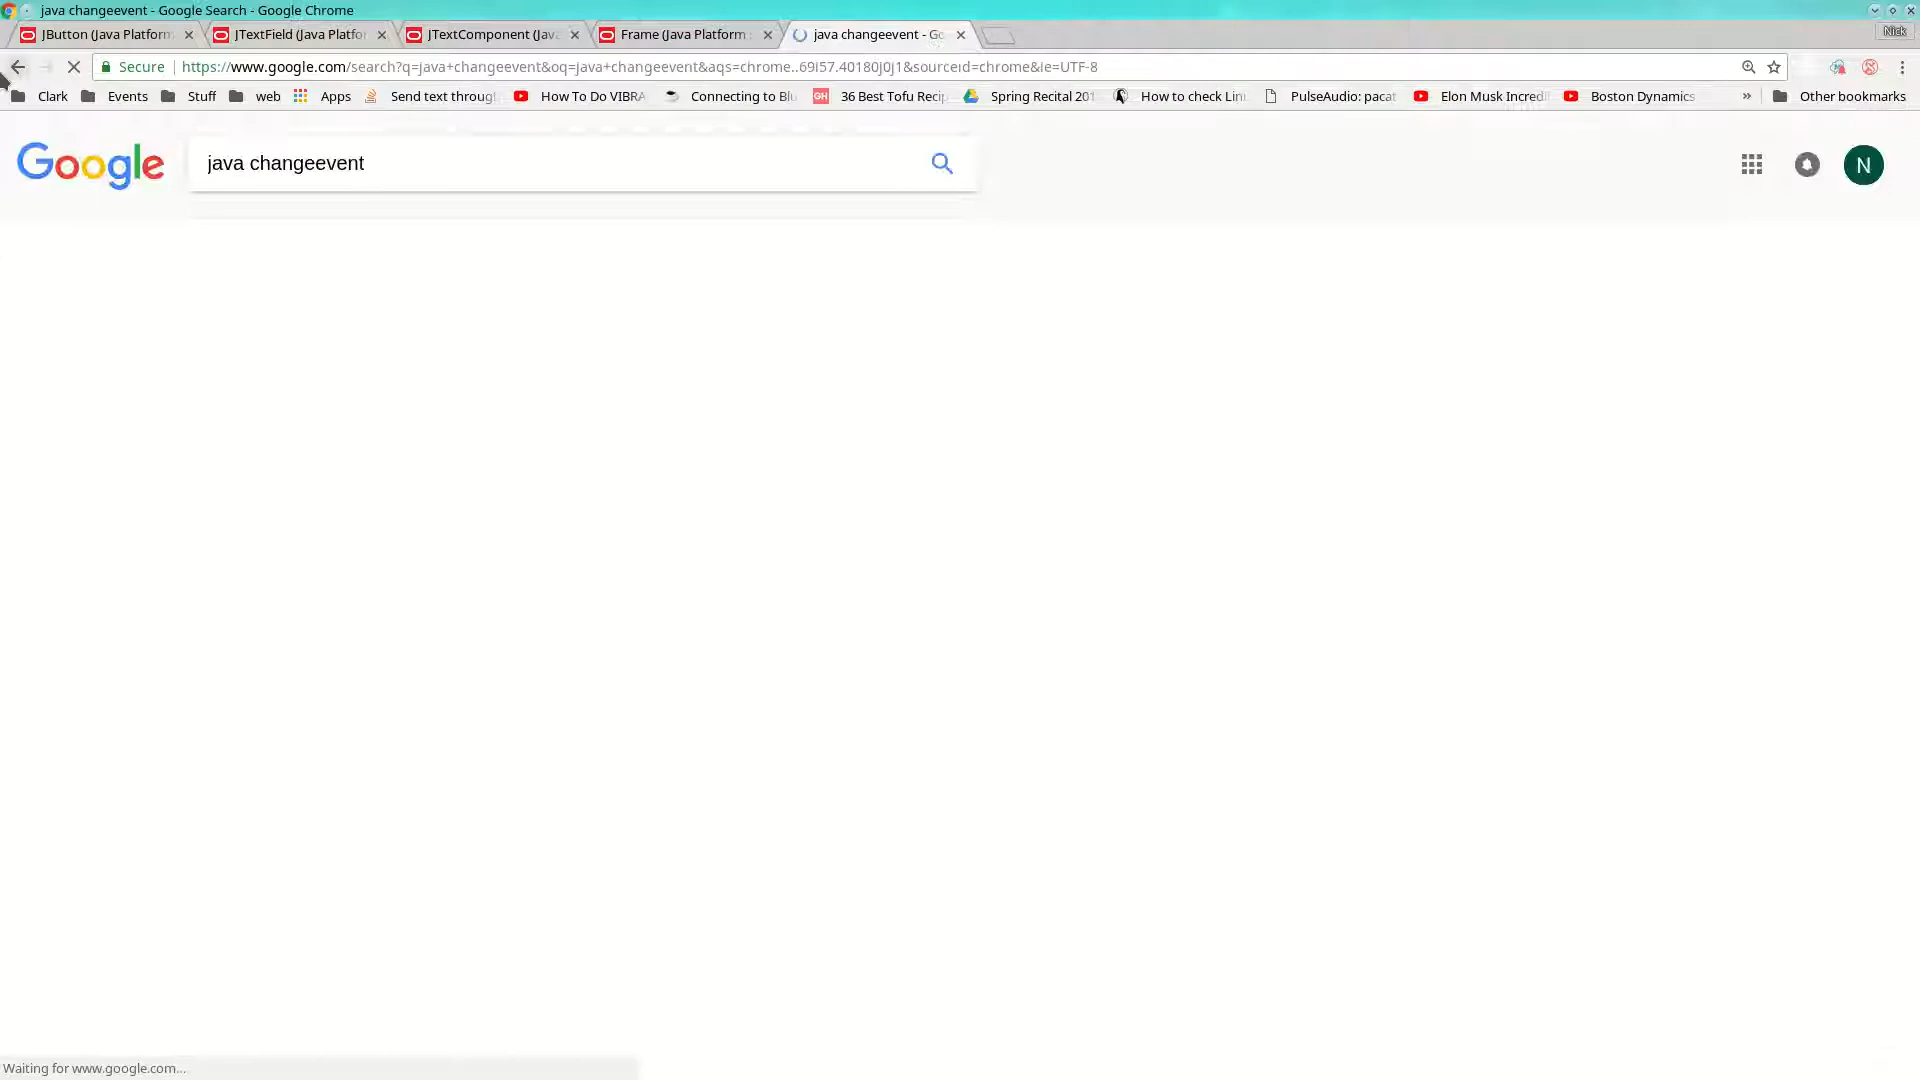 java changeevent - Google Search - Google Chrome
JButton (Java Platform
JTextField (Java Platfo
JTextComponent (Java
Frame (Java Platform
java changeevent - Go
Nick
Secure
https://www.google.com/search?q=java+changeevent&oq=java+changeevent&aqs=chrome..69i57.40180j0j1&sourceid=chrome&ie=UTF-8
Clark
Events
Stuff
web
Apps
Send text throug
How To Do VIBRA
Connecting to Blu
GH
36 Best Tofu Recip
Spring Recital 201
How to check Lin
PulseAudio: pacat
Elon Musk Incredi
Boston Dynamics
»
Other bookmarks
Google
java changeevent
N
Waiting for www.google.com...